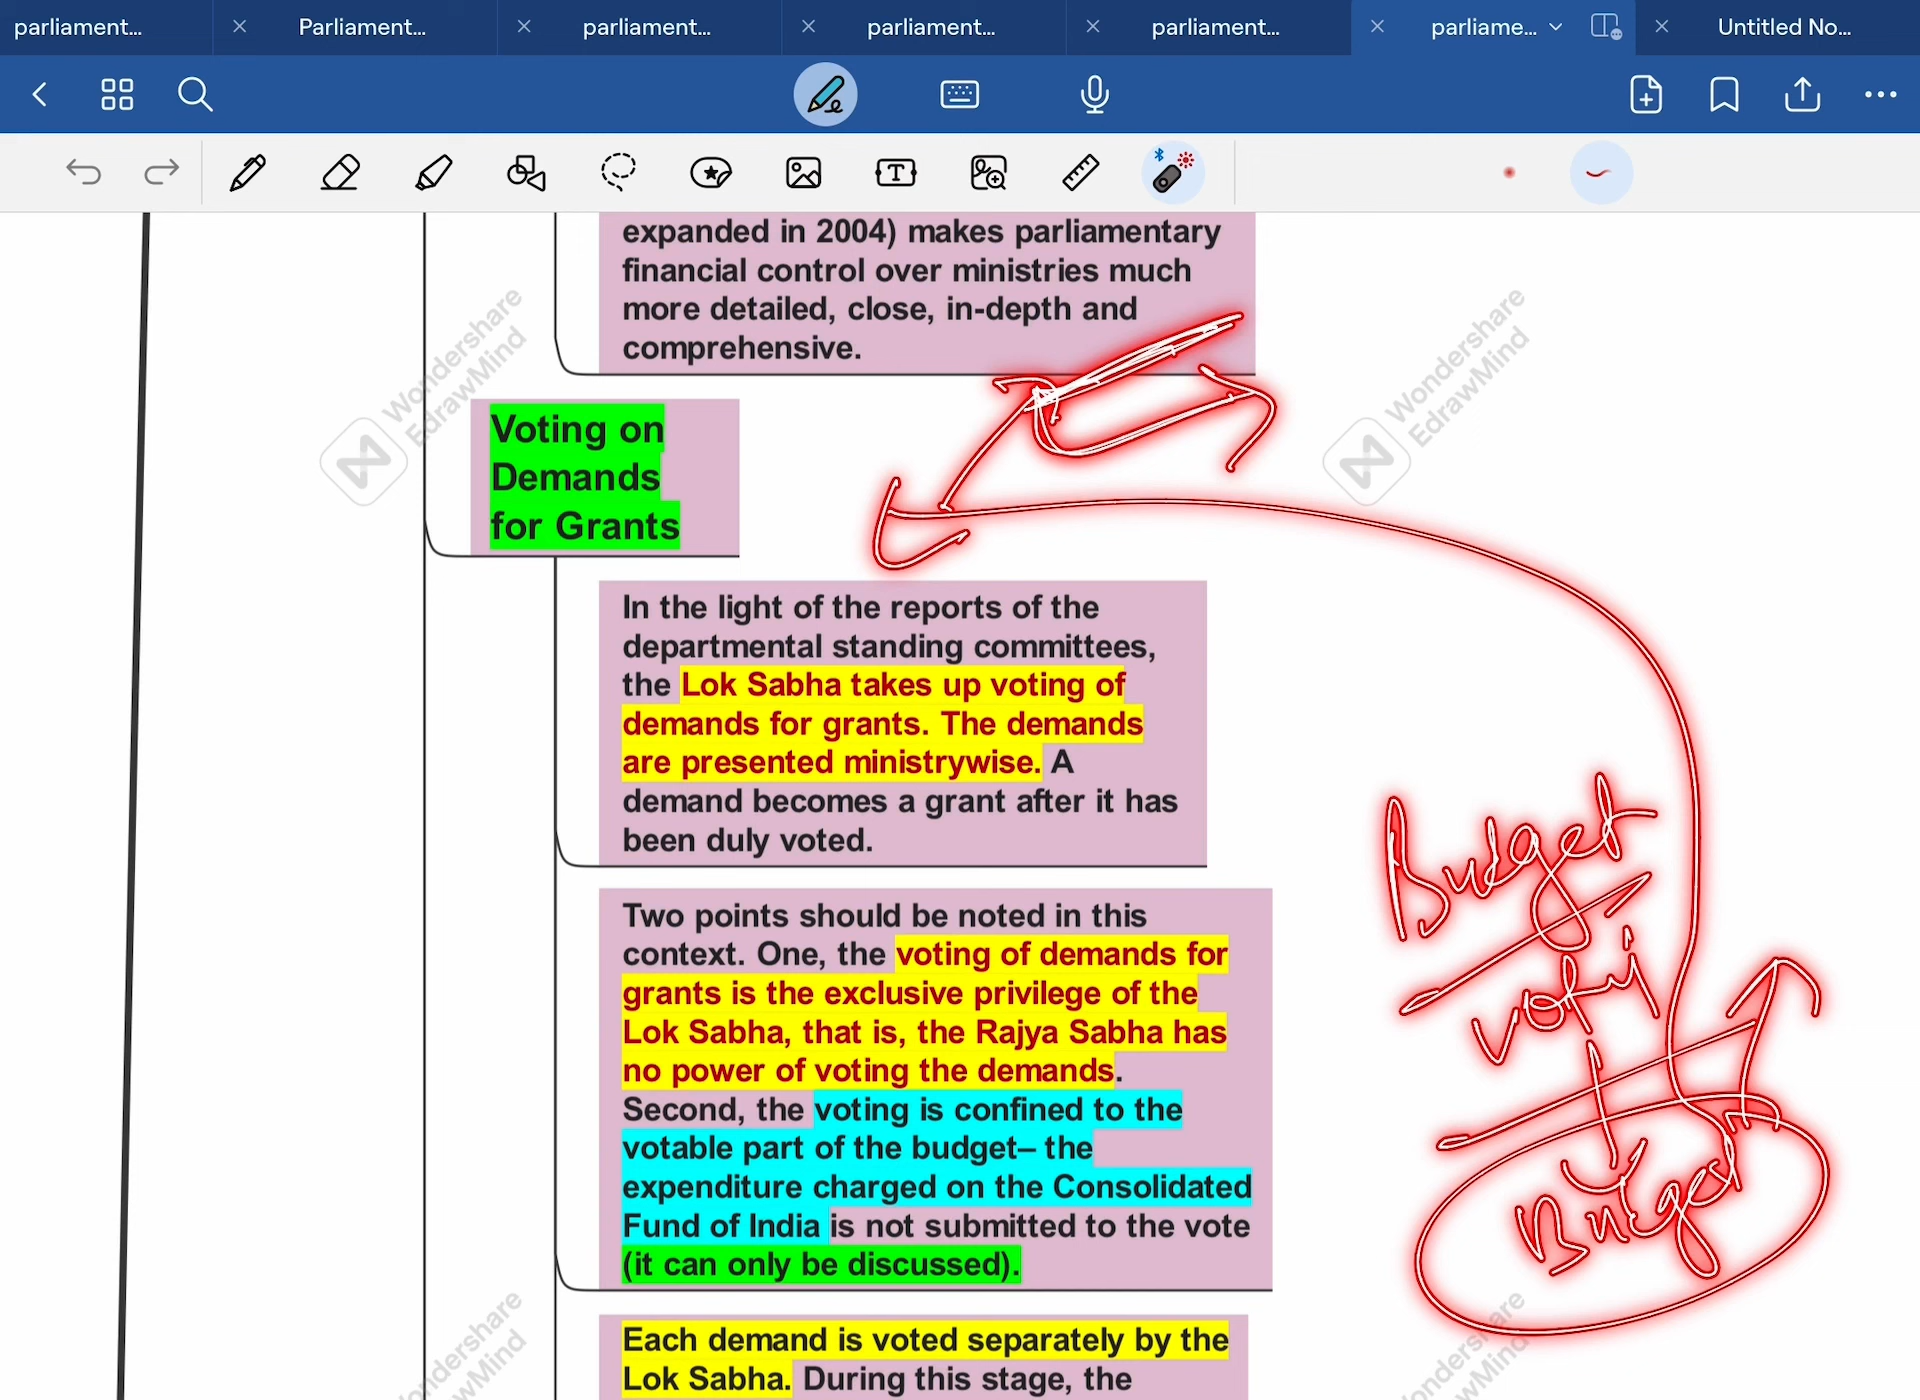 parliament...
Parliament...
parliament...
parliament...
parliament...
parliame...
Untitled No...
expanded in 2004) makes parliamentary
financial control over ministries much
more detailed, close, in-depth and
comprehensive.
Wondershare
EdrawMind
Wondershare
EdrawMind
Voting on
Demands
for Grants
In the light of the reports of the
departmental standing committees,
the Lok Sabha takes up voting of
demands for grants. The demands
are presented ministrywise. A
demand becomes a grant after it has
been duly voted.
Budget
Two points should be noted in this
context. One, the voting of demands for
grants is the exclusive privilege of the
Lok Sabha, that is, the Rajya Sabha has
no power of voting the demands.
Second, the voting is confined to the
votable part of the budget– the
expenditure charged on the Consolidated
Fund of India is not submitted to the vote
(it can only be discussed).
Budget
Each demand is voted separately by the
Lok Sabha. During this stage, the